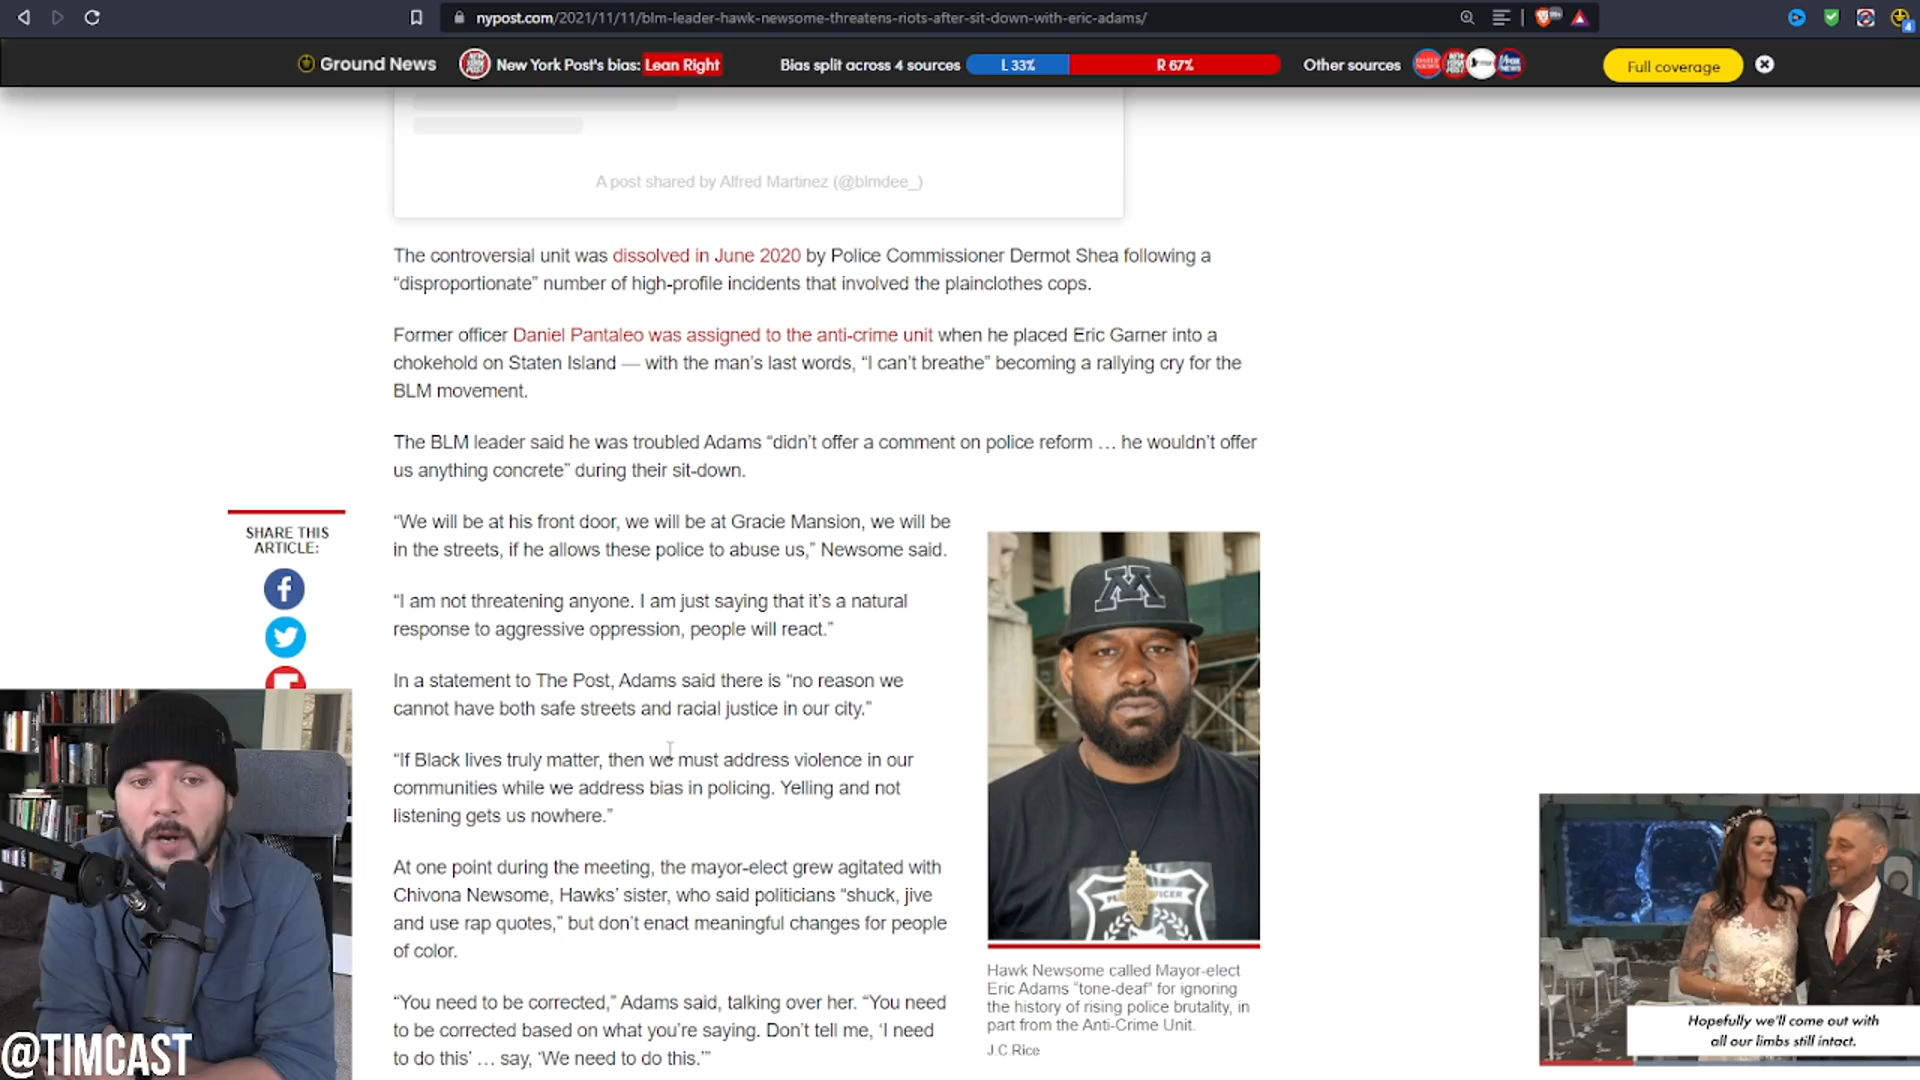 nypost.com/2021/11/11/blm-leader-hawk-newsome-threatens-riots-after-sit-down-with-eric-adams/
Ground News
New York Post's bias: Lean Right
Bias split across 4 sources
L 33%
R 67%
Other sources
Full coverage
A post shared by Alfred Martinez (@blmdee_)
The controversial unit was dissolved in June 2020 by Police Commissioner Dermot Shea following a
“disproportionate” number of high-profile incidents that involved the plainclothes cops.
Former officer Daniel Pantaleo was assigned to the anti-crime unit when he placed Eric Garner into a
chokehold on Staten Island — with the man’s last words, “I can’t breathe” becoming a rallying cry for the
BLM movement.
The BLM leader said he was troubled Adams “didn’t offer a comment on police reform … he wouldn’t offer
us anything concrete” during their sit-down.
SHARE THIS
ARTICLE:
“We will be at his front door, we will be at Gracie Mansion, we will be
in the streets, if he allows these police to abuse us,” Newsome said.
“I am not threatening anyone. I am just saying that it’s a natural
response to aggressive oppression, people will react.”
In a statement to The Post, Adams said there is “no reason we
cannot have both safe streets and racial justice in our city.”
“If Black lives truly matter, then we must address violence in our
communities while we address bias in policing. Yelling and not
listening gets us nowhere.”
At one point during the meeting, the mayor-elect grew agitated with
Chivona Newsome, Hawks’ sister, who said politicians “shuck, jive
and use rap quotes,” but don’t enact meaningful changes for people
of color.
“You need to be corrected,” Adams said, talking over her. “You need
to be corrected based on what you’re saying. Don’t tell me, ‘I need
to do this’ … say, ‘We need to do this.’”
M
Hawk Newsome called Mayor-elect
Eric Adams “tone-deaf” for ignoring
the history of rising police brutality, in
part from the Anti-Crime Unit.
J.C.Rice
@TIMCAST
Hopefully we'll come out with
all our limbs still intact.
4